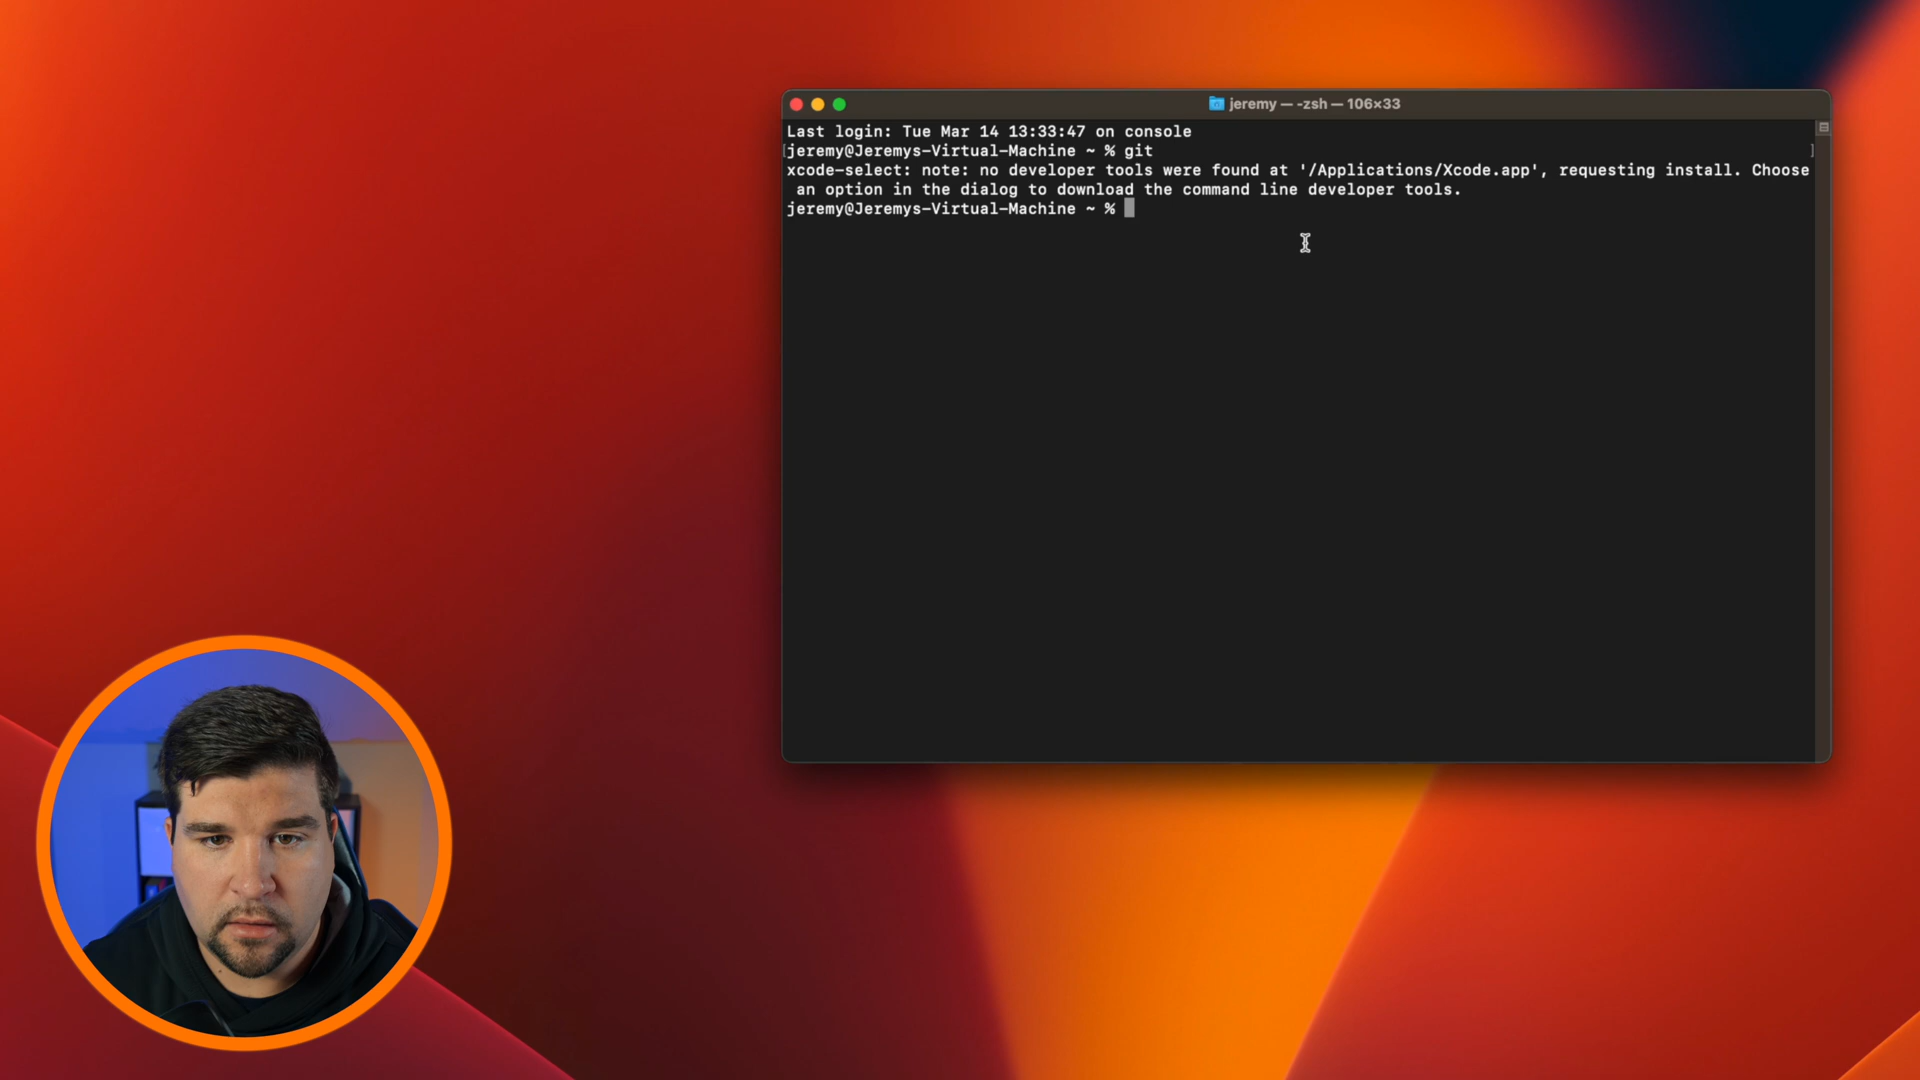 jeremy — -zsh — 106×33
Last login: Tue Mar 14 13:33:47 on console
[jeremy@Jeremys-Virtual-Machine ~ % git ]
xcode-select: note: no developer tools were found at '/Applications/Xcode.app', requesting install. Choose
an option in the dialog to download the command line developer tools.
jeremy@Jeremys-Virtual-Machine ~ %